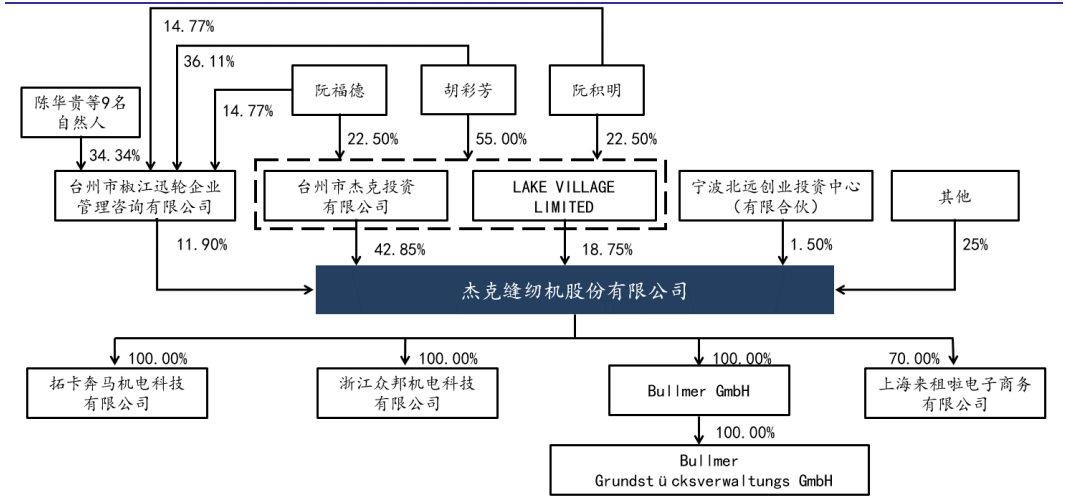 14.77%
36.11%
阮福德
胡彩芳
阮积明
陈华贵等9名
自然人
14.77%
22.50%
55.00%
22.50%
34.34%
台州市椒江迅轮企业
管理咨询有限公司
台州市杰克投资
有限公司
LAKE VILLAGE
LIMITED
宁波北远创业投资中心
（有限合伙）
其他
11.90%
42.85%
18.75%
1.50%
25%
杰克缝纫机股份有限公司
100.00%
100.00%
100.00%
70.00%
拓卡奔马机电科技
有限公司
浙江众邦机电科技
有限公司
Bullmer GmbH
上海来租啦电子商务
有限公司
100.00%
Bullmer
Grundstücksverwaltungs GmbH